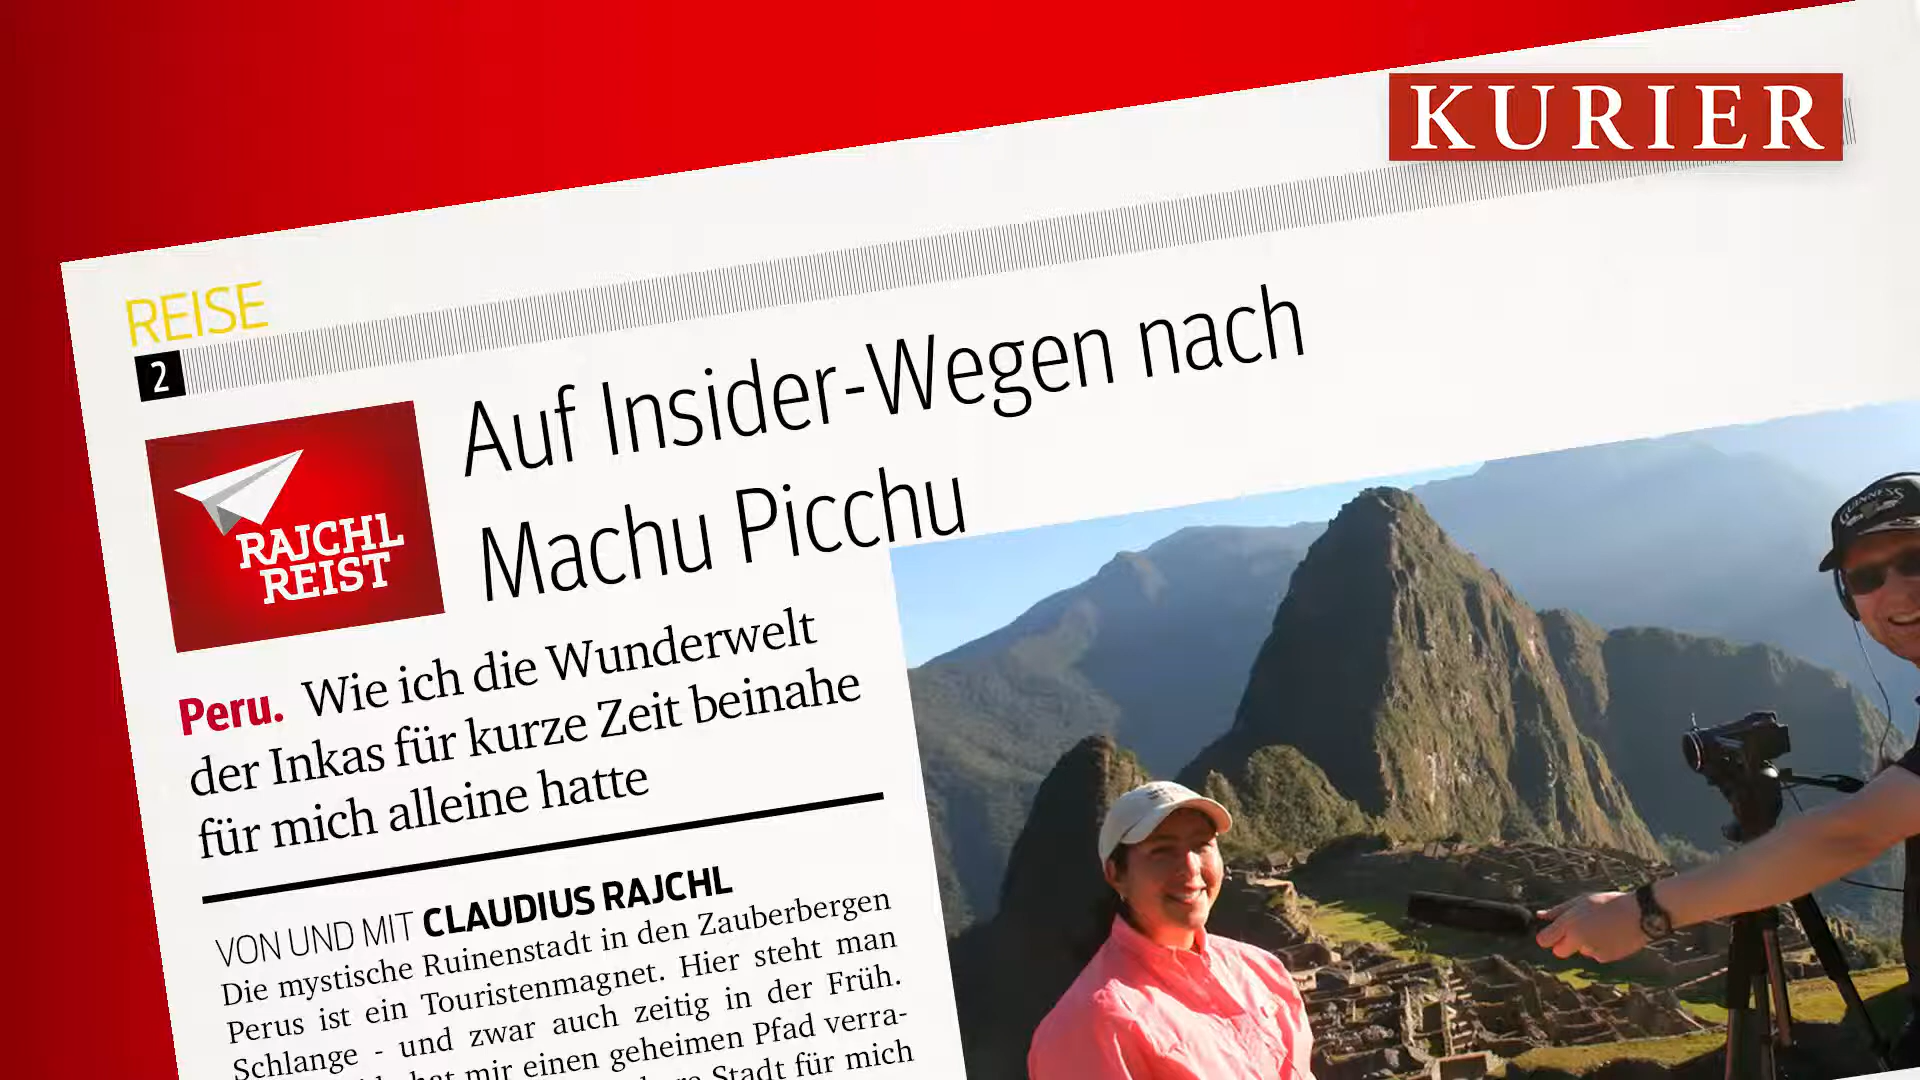 KURIER
REISE
2
Auf Insider-Wegen nach
Machu Picchu
RAJCHL
REIST
Peru. Wie ich die Wunderwelt
der Inkas für kurze Zeit beinahe
für mich alleine hatte
VON UND MIT CLAUDIUS RAJCHL
Die mystische Ruinenstadt in den Zauberbergen
Perus ist ein Touristenmagnet. Hier steht man
Schlange - und zwar auch zeitig in der Früh.
hat mir einen geheimen Pfad verra-
Stadt für mich
GUINNESS